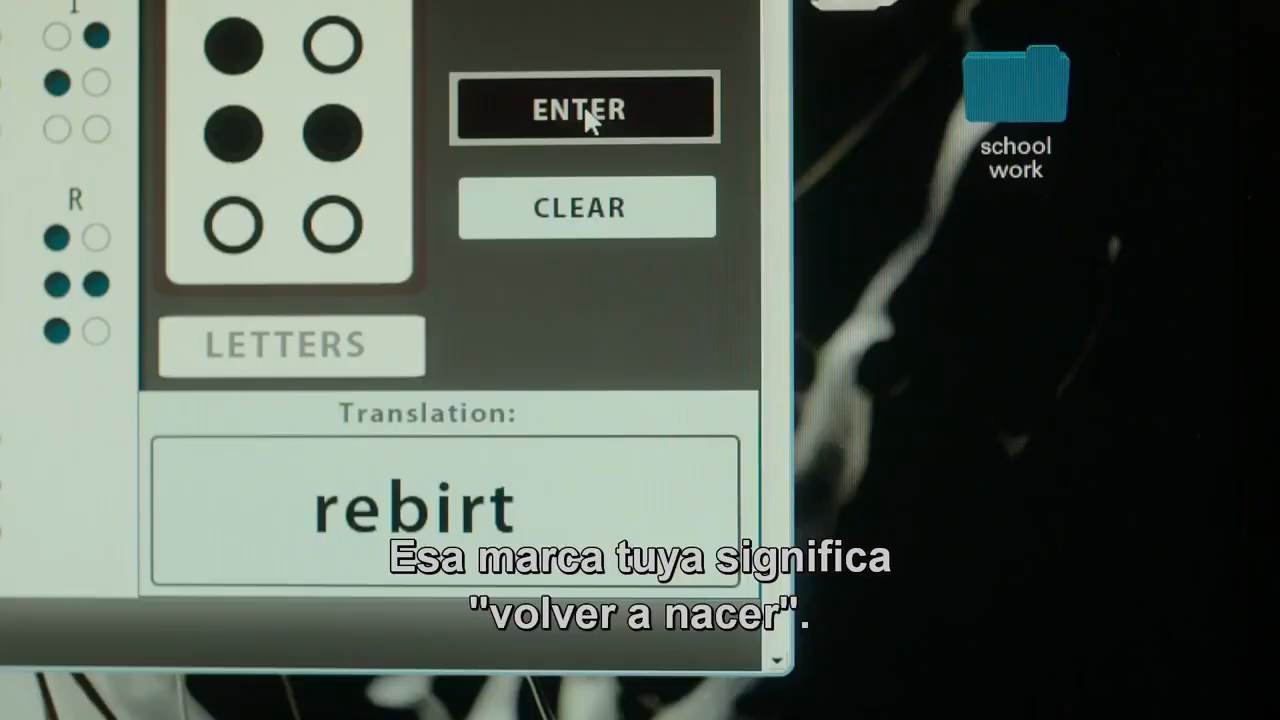 I
ENTER
school
work
R
CLEAR
LETTERS
Translation:
rebirt
Esa marca tuya significa
"volver a nacer".